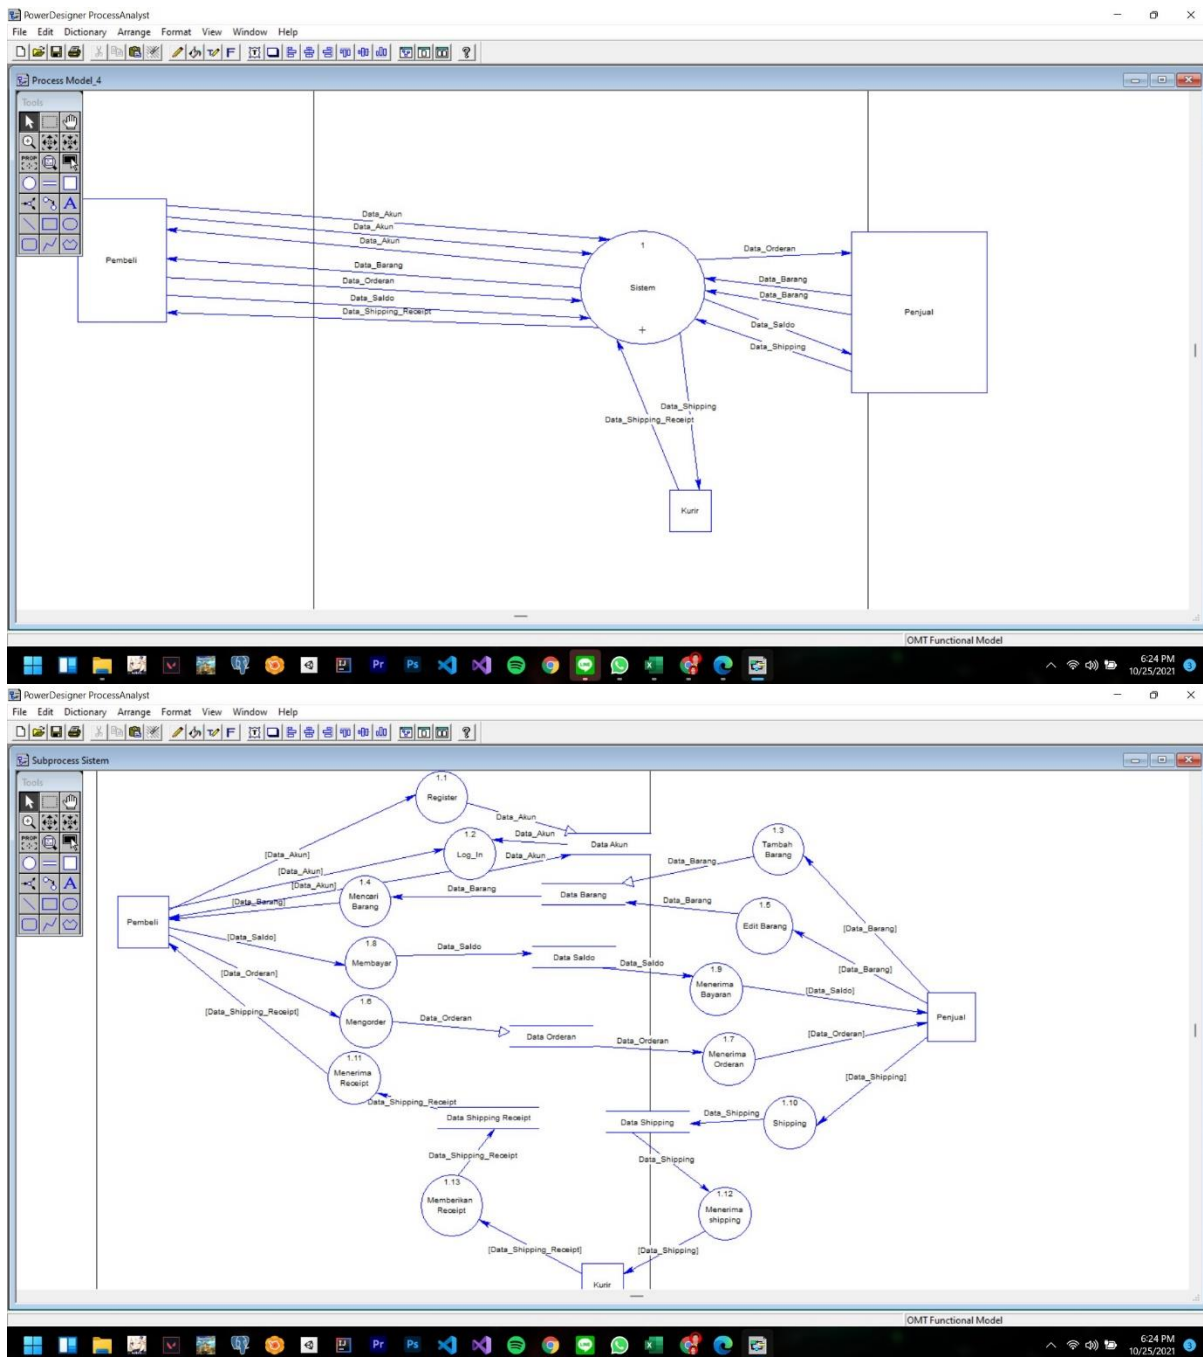 PowerDesigner ProcessAnalyst
File Edit Dictionary Arrange Format View Window Help
Process Model_4
Tools
PROP
A
Data_Akun
Data_Akun
Data_Akun
Data_Barang
Data_Orderan
Data_Saldo
Data_Shipping_Receipt
Pembeli
1
Sistem
+
Data_Orderan
Data_Barang
Data_Barang
Data_Saldo
Data_Shipping
Penjual
Data_Shipping
Data_Shipping_Receipt
Kurir
OMT Functional Model
Pr
Ps
6:24 PM
10/25/2021
3
PowerDesigner ProcessAnalyst
File Edit Dictionary Arrange Format View Window Help
Subprocess Sistem
Tools
PROP
A
1.1
Register
Data_Akun
1.2
Log_In
Data_Akun
Data Akun
Data_Akun
1.3
Tambah
Barang
[Data_Akun]
[Data_Akun]
[Data_Akun]
[Data_Barang]
1.4
Mencari
Barang
Data_Barang
Data Barang
Data_Barang
Data_Barang
1.5
Edit Barang
[Data_Barang]
[Data_Barang]
Pembeli
[Data_Saldo]
1.8
Membayar
Data_Saldo
Data Saldo
Data_Saldo
1.9
Menerima
Bayaran
[Data_Saldo]
[Data_Orderan]
1.6
Mengorder
Data_Orderan
Data Orderan
Data_Orderan
1.7
Menerima
Orderan
[Data_Orderan]
Penjual
[Data_Shipping_Receipt]
1.11
Menerima
Receipt
Data_Shipping_Receipt
Data Shipping Receipt
Data Shipping
Data_Shipping
1.10
Shipping
[Data_Shipping]
Data_Shipping_Receipt
Data_Shipping
1.13
Memberikan
Receipt
1.12
Menerima
shipping
[Data_Shipping_Receipt]
[Data_Shipping]
Kurir
OMT Functional Model
Pr
Ps
6:24 PM
10/25/2021
3